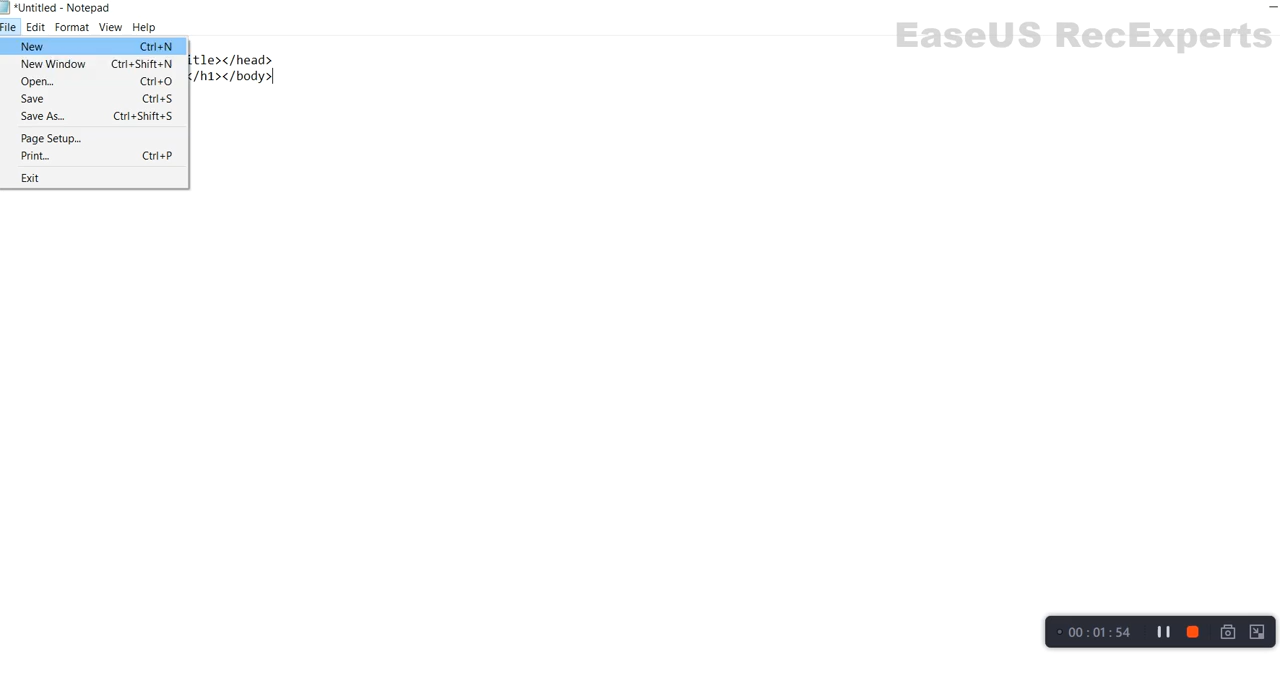 *Untitled - Notepad
File Edit Format View Help
EaseUS RecExperts
New Ctrl+N
New Window Ctrl+Shift+N
Open... Ctrl+O
Save Ctrl+S
Save As... Ctrl+Shift+S
Page Setup...
Print... Ctrl+P
Exit
itle></head>
</h1></body>
00 : 01 : 54